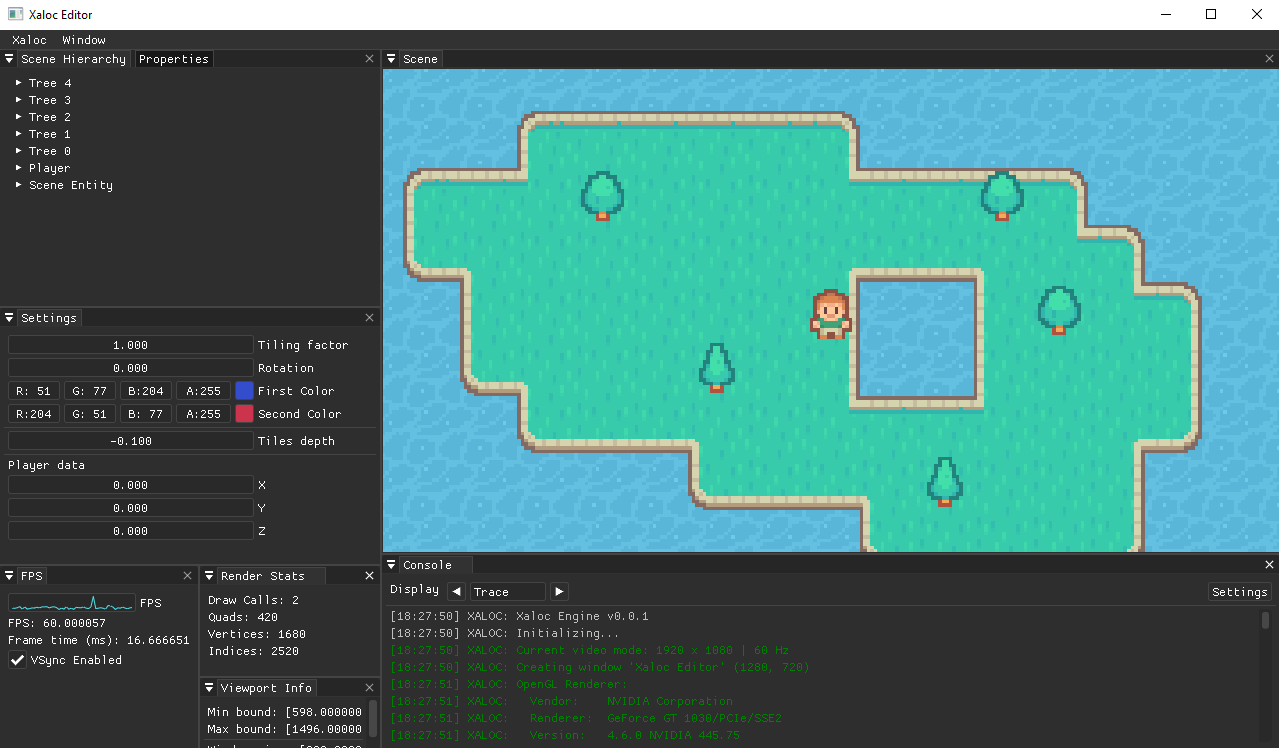 Xaloc Editor
Xaloc Window
Scene Hierarchy Properties
Tree 4
Tree 3
Tree 2
Tree 1
Tree 0
Player
Scene Entity
Settings
1.000 Tiling factor
0.000 Rotation
R: 51 G: 77 B:204 A:255 First Color
R:204 G: 51 B: 77 A:255 Second Color
-0.100 Tiles depth
Player data
0.000 X
0.000 Y
0.000 Z
FPS
FPS
FPS: 60.000057
Frame time (ms): 16.666651
VSync Enabled
Render Stats
Draw Calls: 2
Quads: 420
Vertices: 1680
Indices: 2520
Viewport Info
Min bound: [598.000000
Max bound: [1496.00000
Scene
Console
Display Trace Settings
[18:27:50] XALOC: Xaloc Engine v0.0.1
[18:27:50] XALOC: Initializing...
[18:27:50] XALOC: Current video mode: 1920 x 1080 | 60 Hz
[18:27:50] XALOC: Creating window 'Xaloc Editor' (1280, 720)
[18:27:51] XALOC: OpenGL Renderer:
[18:27:51] XALOC: Vendor: NVIDIA Corporation
[18:27:51] XALOC: Renderer: GeForce GT 1030/PCIe/SSE2
[18:27:51] XALOC: Version: 4.6.0 NVIDIA 445.75